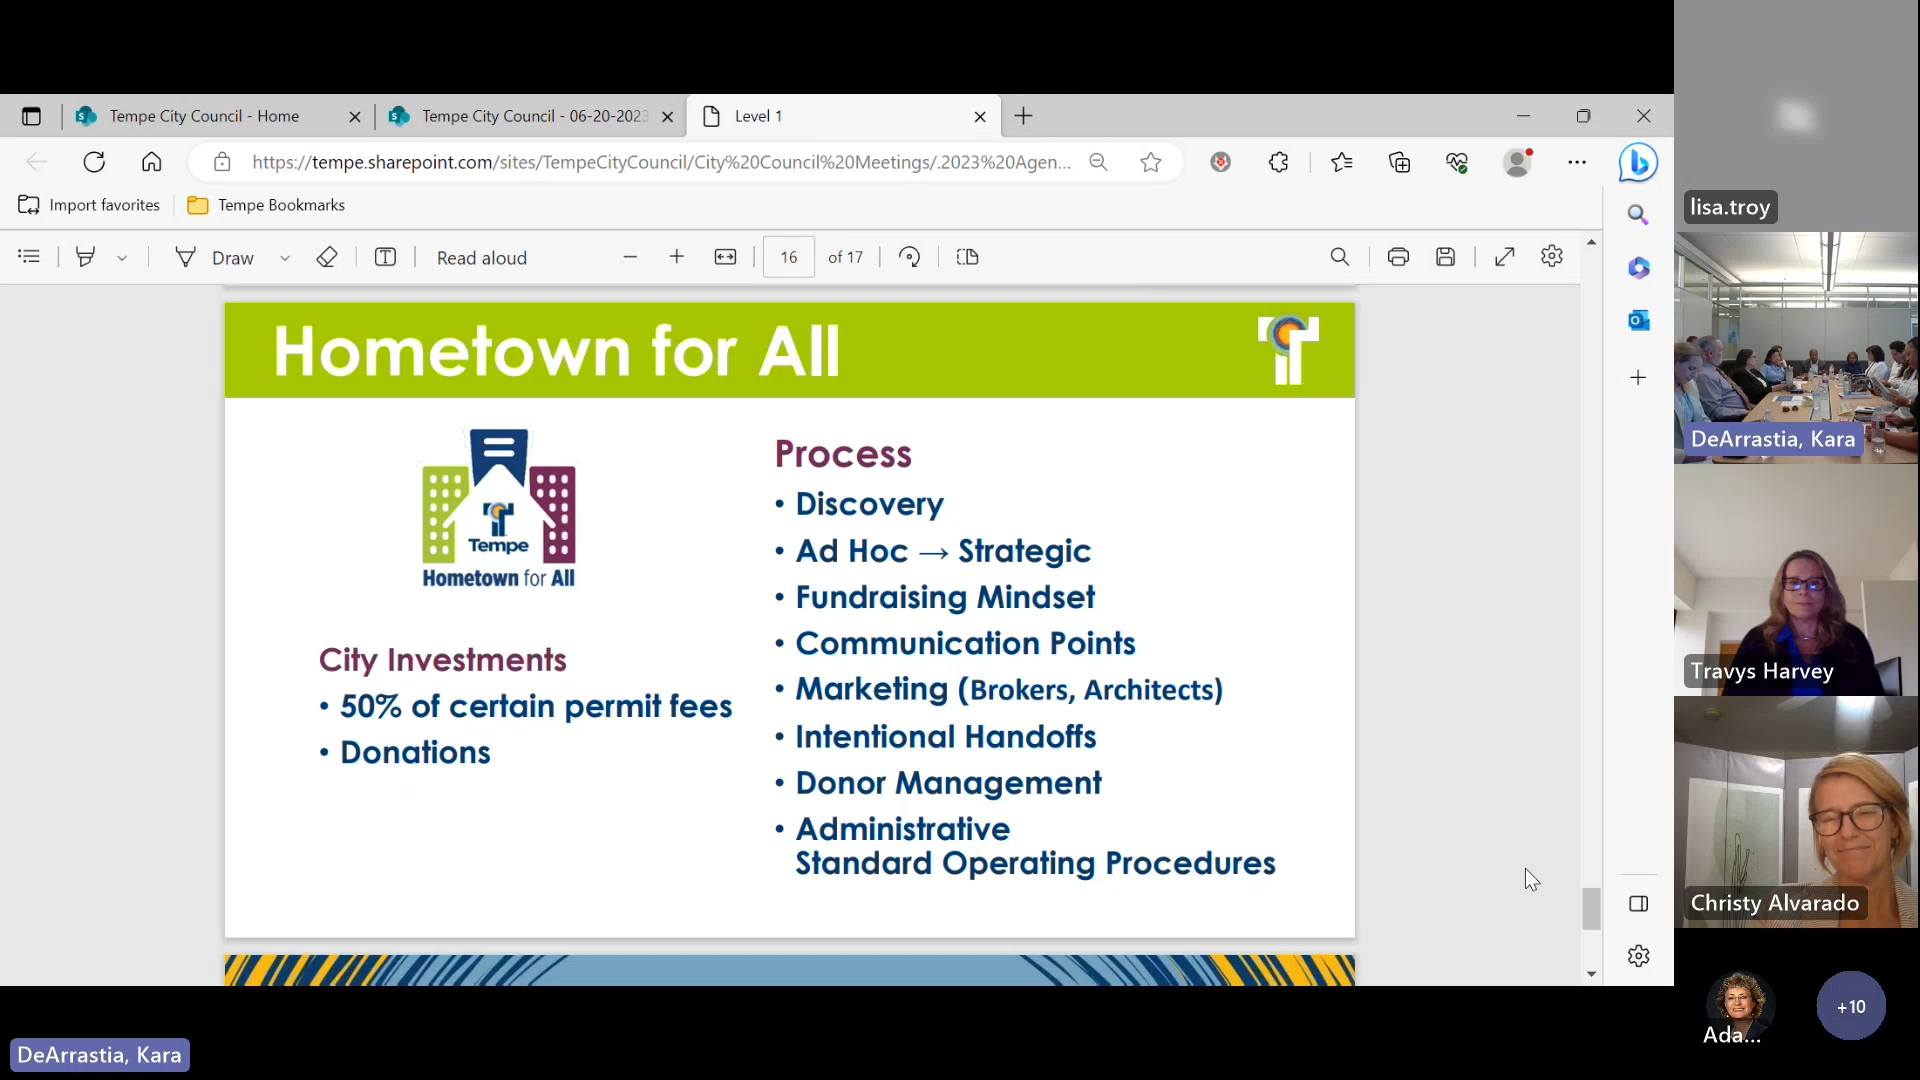 Tempe City Council - Home
Tempe City Council - 06-20-2023
Level 1
https://tempe.sharepoint.com/sites/TempeCityCouncil/City%20Council%20Meetings/.2023%20Agen...
Import favorites
Tempe Bookmarks
Draw
Read aloud
16 of 17
Hometown for All
Tempe
Hometown for All
City Investments
• 50% of certain permit fees
• Donations
Process
• Discovery
• Ad Hoc → Strategic
• Fundraising Mindset
• Communication Points
• Marketing (Brokers, Architects)
• Intentional Handoffs
• Donor Management
• Administrative
Standard Operating Procedures
lisa.troy
DeArrastia, Kara
Travys Harvey
Christy Alvarado
Ada...
+10
DeArrastia, Kara